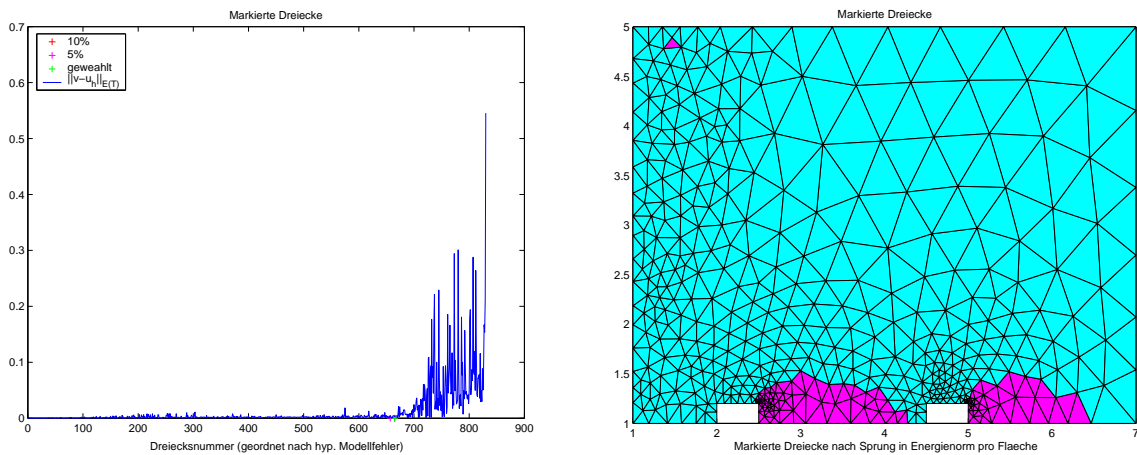 Markierte Dreiecke
0.7
0.6
0.5
0.4
0.3
0.2
0.1
0
10%
5%
geweahlt
||v−u_h||_E(T)
0 100 200 300 400 500 600 700 800 900
Dreiecksnummer (geordnet nach hyp. Modellfehler)
Markierte Dreiecke
5
4.5
4
3.5
3
2.5
2
1.5
1
1 2 3 4 5 6 7
Markierte Dreiecke nach Sprung in Energienorm pro Flaeche